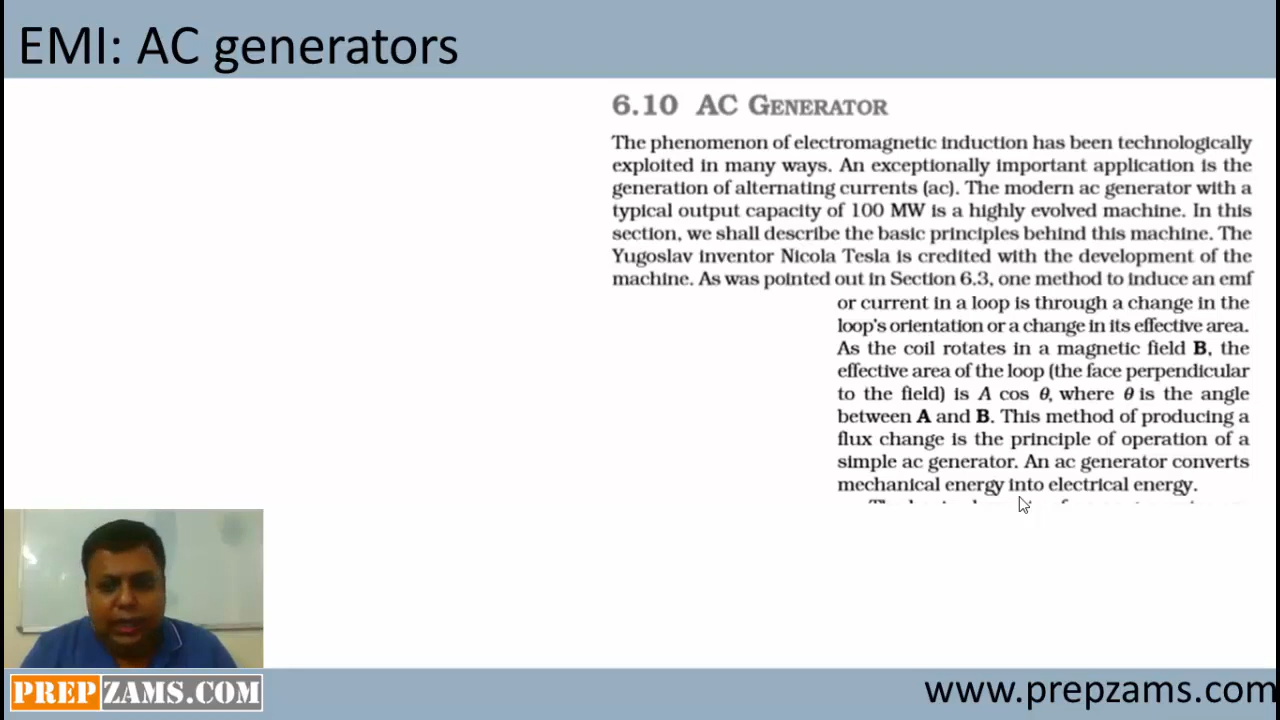 EMI: AC generators
6.10 AC GENERATOR
The phenomenon of electromagnetic induction has been technologically
exploited in many ways. An exceptionally important application is the
generation of alternating currents (ac). The modern ac generator with a
typical output capacity of 100 MW is a highly evolved machine. In this
section, we shall describe the basic principles behind this machine. The
Yugoslav inventor Nicola Tesla is credited with the development of the
machine. As was pointed out in Section 6.3, one method to induce an emf
or current in a loop is through a change in the
loop's orientation or a change in its effective area.
As the coil rotates in a magnetic field B, the
effective area of the loop (the face perpendicular
to the field) is A cos θ, where θ is the angle
between A and B. This method of producing a
flux change is the principle of operation of a
simple ac generator. An ac generator converts
mechanical energy into electrical energy.
PREPZAMS.COM
www.prepzams.com